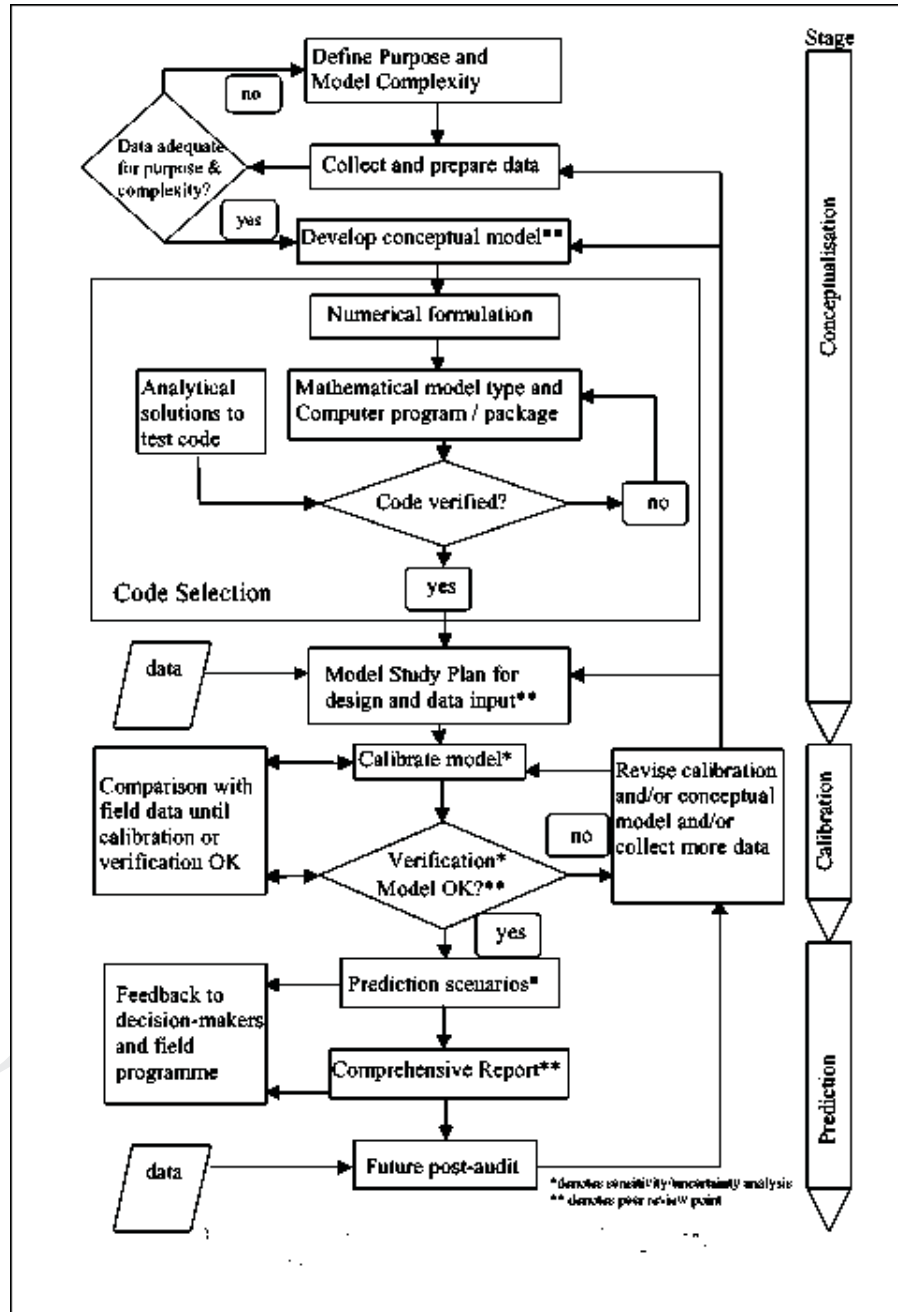 Stage
Define Purpose and
Model Complexity
no
Data adequate
for purpose &
complexity?
Collect and prepare data
yes
Develop conceptual model**
Conceptualisation
Numerical formulation
Analytical
solutions to
test code
Mathematical model type and
Computer program / package
Code verified?
no
yes
Code Selection
data
Model Study Plan for
design and data input**
Calibrate model*
Comparison with
field data until
calibration or
verification OK
Revise calibration
and/or conceptual
model and/or
collect more data
Calibration
no
Verification*
Model OK?**
yes
Prediction scenarios*
Feedback to
decision-makers
and field
programme
Comprehensive Report**
Prediction
data
Future post-audit
*denotes sensitivity/uncertainty analysis
** denotes peer review point